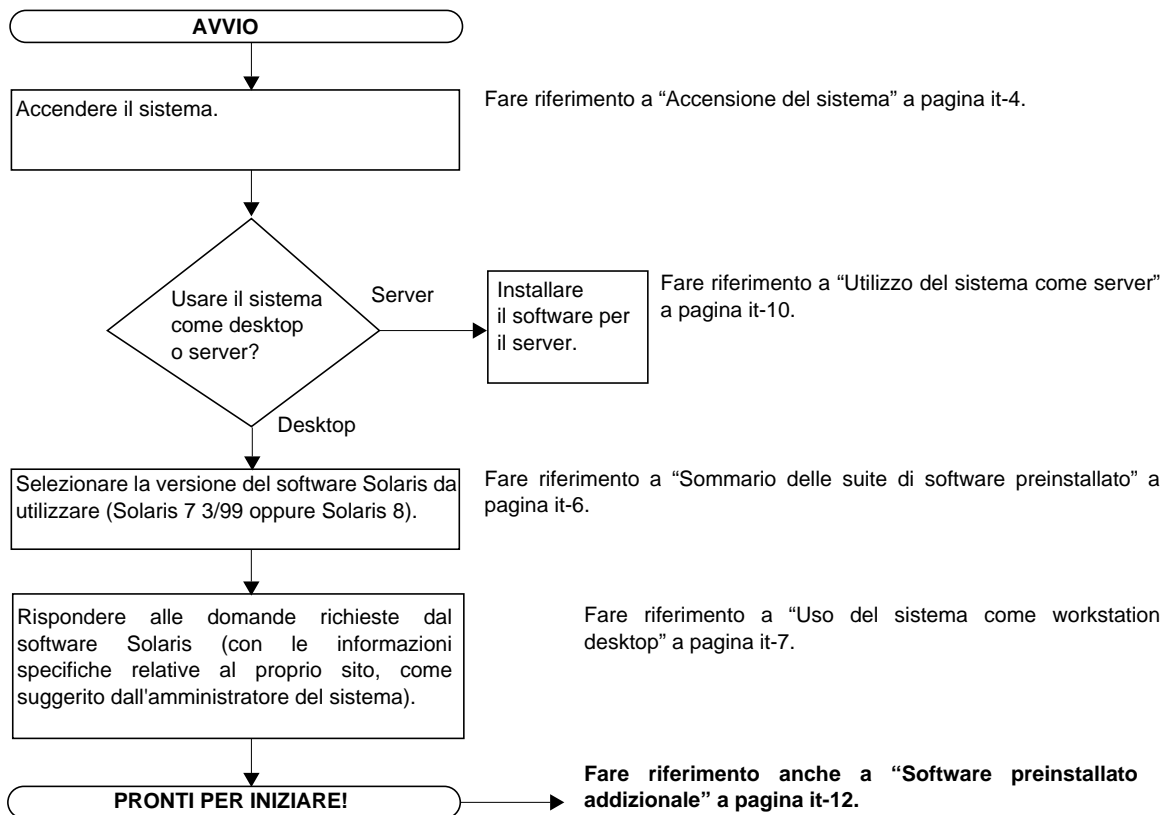 AVVIO
Accendere il sistema.
Fare riferimento a “Accensione del sistema” a pagina it-4.
Usare il sistema
come desktop
o server?
Server
Installare
il software per
il server.
Fare riferimento a “Utilizzo del sistema come server”
a pagina it-10.
Desktop
Selezionare la versione del software Solaris da
utilizzare (Solaris 7 3/99 oppure Solaris 8).
Fare riferimento a “Sommario delle suite di software preinstallato” a
pagina it-6.
Rispondere alle domande richieste dal
software Solaris (con le informazioni
specifiche relative al proprio sito, come
suggerito dall'amministratore del sistema).
Fare riferimento a “Uso del sistema come workstation
desktop” a pagina it-7.
PRONTI PER INIZIARE!
Fare riferimento anche a “Software preinstallato
addizionale” a pagina it-12.